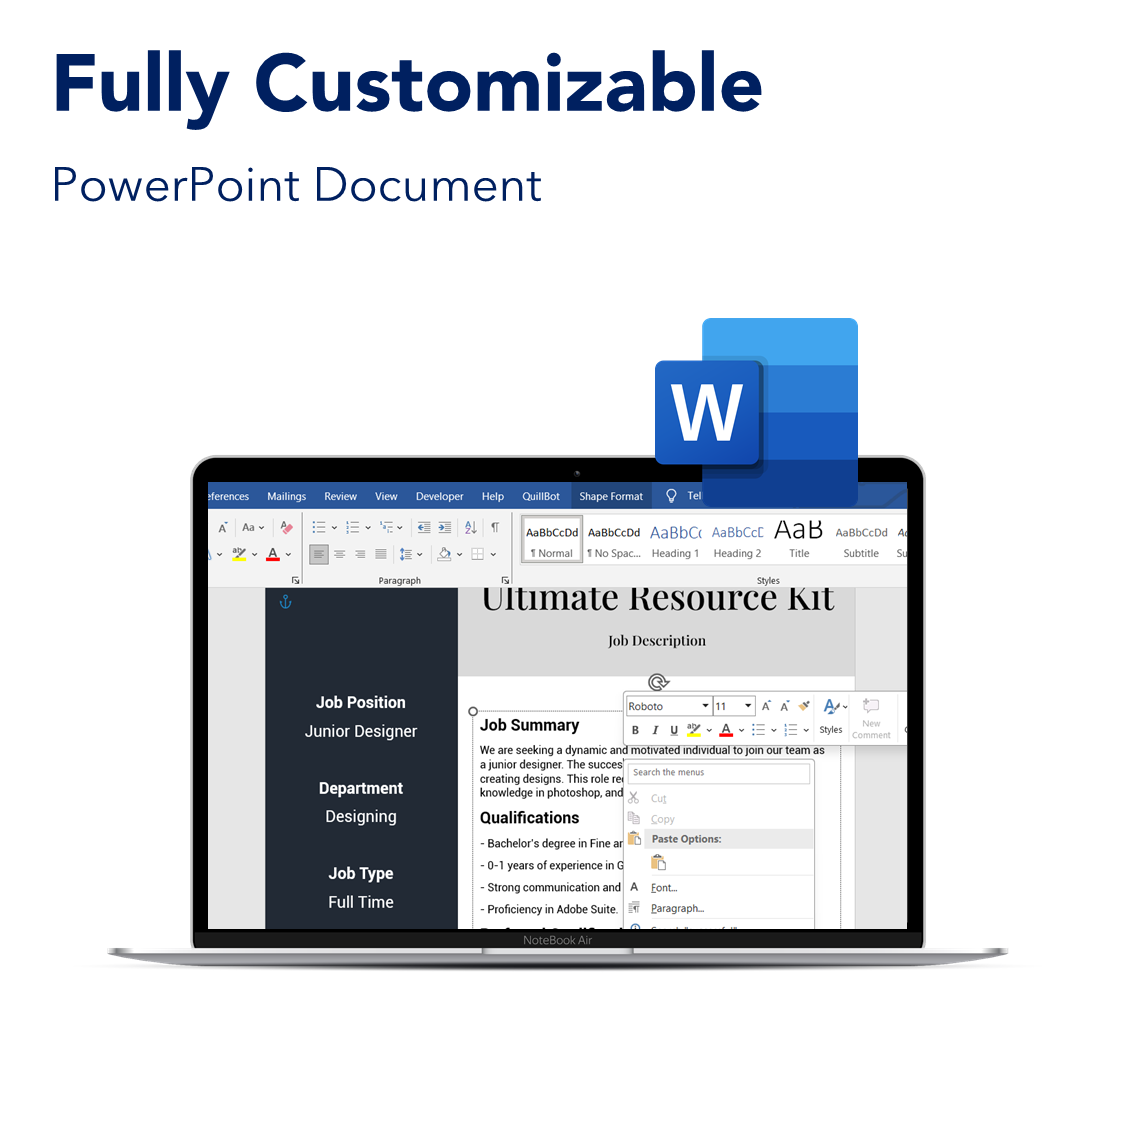 Fully Customizable
PowerPoint Document
W
eferences Mailings Review View Developer Help QuillBot Shape Format Tel
A Aa A
A
Paragraph
AaBbCcDd AaBbCcDd AaBbC AaBbCcD AaB AaBbCcDd
¶ Normal ¶ No Spac... Heading 1 Heading 2 Title Subtitle Su
Styles
Ultimate Resource Kit
Job Description
Job Position
Junior Designer
Department
Designing
Job Type
Full Time
Roboto 11 A A A
B I U A Styles New Comment
Job Summary
We are seeking a dynamic and motivated individual to join our team as
a junior designer. The succes
creating designs. This role re
knowledge in photoshop, and
Qualifications
- Bachelor's degree in Fine ar
- 0-1 years of experience in G
- Strong communication and
- Proficiency in Adobe Suite.
Search the menus
Cut
Copy
Paste Options:
A Font...
Paragraph...
NoteBook Air